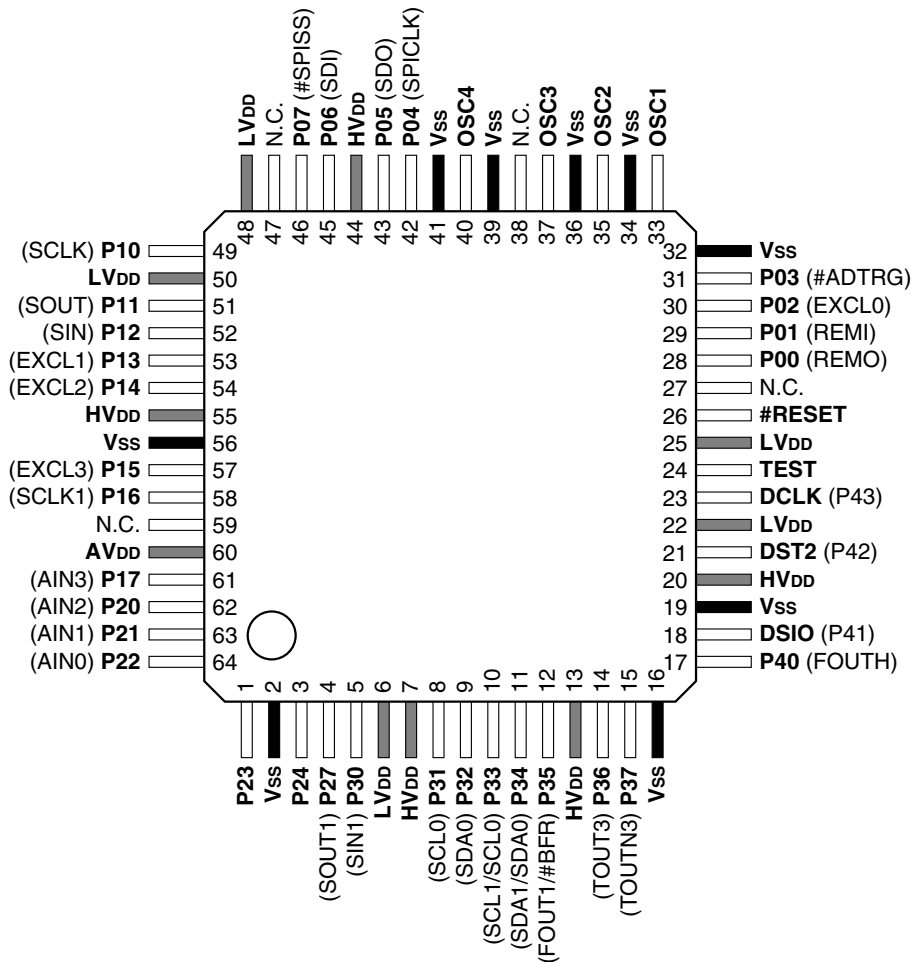 LVDD
N.C.
P07 (#SPISS)
P06 (SDI)
HVDD
P05 (SDO)
P04 (SPICLK)
VSS
OSC4
VSS
N.C.
OSC3
VSS
OSC2
VSS
OSC1
48
47
46
45
44
43
42
41
40
39
38
37
36
35
34
33
(SCLK) P10 49
LVDD 50
(SOUT) P11 51
(SIN) P12 52
(EXCL1) P13 53
(EXCL2) P14 54
HVDD 55
VSS 56
(EXCL3) P15 57
(SCLK1) P16 58
N.C. 59
AVDD 60
(AIN3) P17 61
(AIN2) P20 62
(AIN1) P21 63
(AIN0) P22 64
32 VSS
31 P03 (#ADTRG)
30 P02 (EXCL0)
29 P01 (REMI)
28 P00 (REMO)
27 N.C.
26 #RESET
25 LVDD
24 TEST
23 DCLK (P43)
22 LVDD
21 DST2 (P42)
20 HVDD
19 VSS
18 DSIO (P41)
17 P40 (FOUTH)
1
2
3
4
5
6
7
8
9
10
11
12
13
14
15
16
P23
VSS
P24
(SOUT1) P27
(SIN1) P30
LVDD
HVDD
(SCL0) P31
(SDA0) P32
(SCL1/SCL0) P33
(SDA1/SDA0) P34
(FOUT1/#BFR) P35
HVDD
(TOUT3) P36
(TOUTN3) P37
VSS